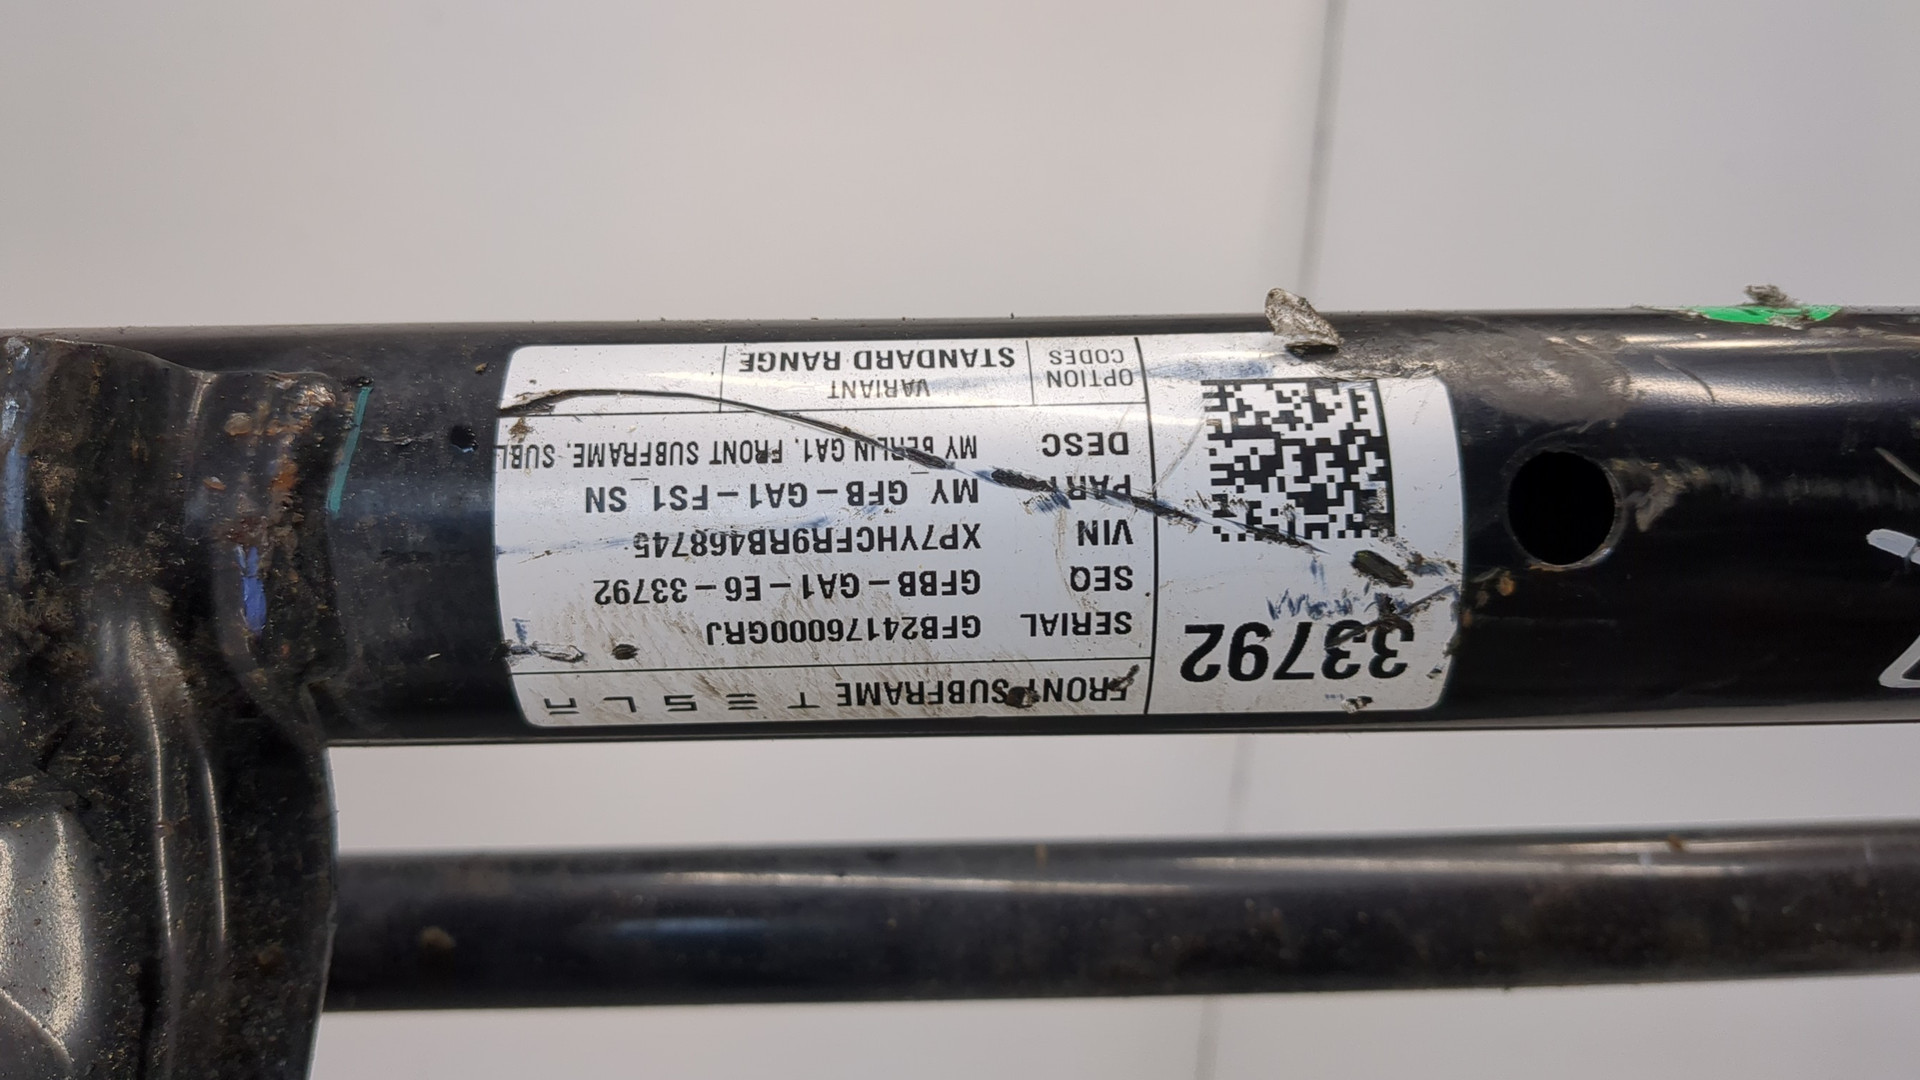 FRONT SUBFRAME TESLA
33792
SERIAL GFB24176000GRJ
SEQ GFBB-GA1-E6-33792
VIN XP7YHCFR9RB468745
PART MY GFB-GA1-FS1 SN
DESC MY BERLIN GA1, FRONT SUBFRAME, SUBL
OPTION CODES
VARIANT
STANDARD RANGE